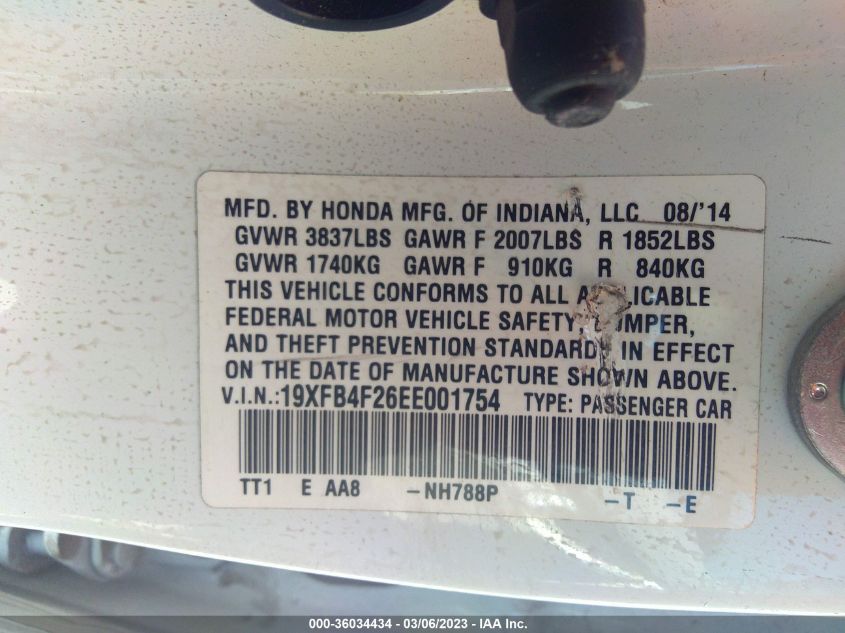 MFD. BY HONDA MFG. OF INDIANA, LLC 08/'14
GVWR 3837LBS GAWR F 2007LBS R 1852LBS
GVWR 1740KG GAWR F 910KG R 840KG
THIS VEHICLE CONFORMS TO ALL APPLICABLE
FEDERAL MOTOR VEHICLE SAFETY, BUMPER,
AND THEFT PREVENTION STANDARDS IN EFFECT
ON THE DATE OF MANUFACTURE SHOWN ABOVE.
V.I.N.:19XFB4F26EE001754 TYPE: PASSENGER CAR
TT1 E AA8 -NH788P -T -E
000-36034434 - 03/06/2023 - IAA Inc.